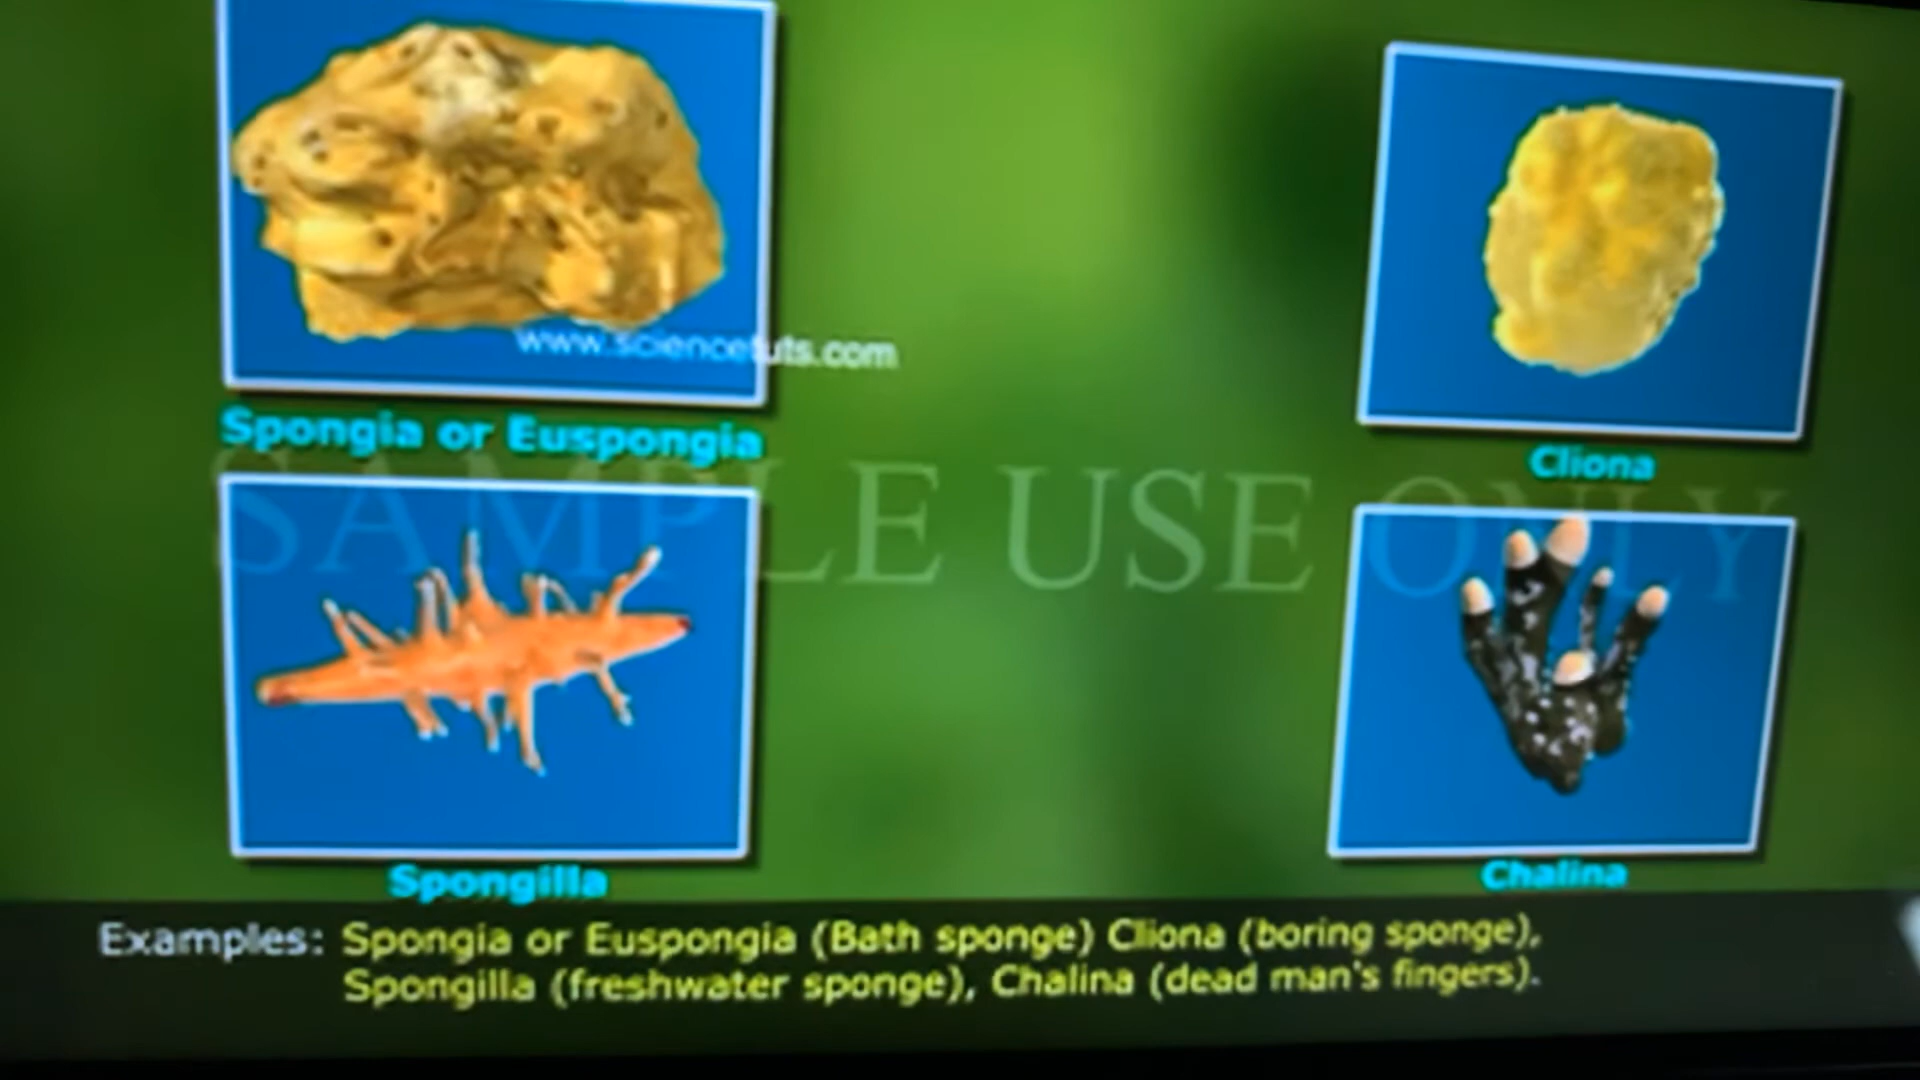 www.sciencetuts.com
Spongia or Euspongia
Cliona
SAMPLE USE ONLY
Spongilla
Chalina
Examples: Spongia or Euspongia (Bath sponge) Cliona (boring sponge),
Spongilla (freshwater sponge), Chalina (dead man's fingers).